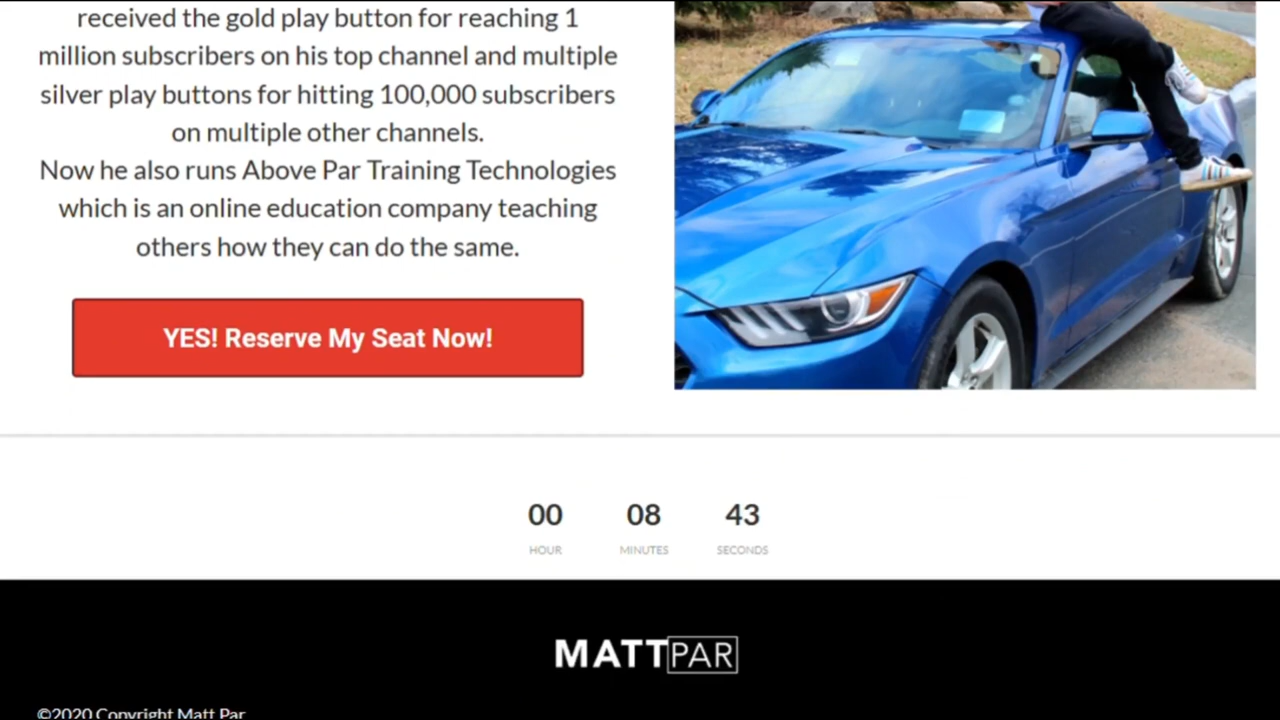 received the gold play button for reaching 1
million subscribers on his top channel and multiple
silver play buttons for hitting 100,000 subscribers
on multiple other channels.
Now he also runs Above Par Training Technologies
which is an online education company teaching
others how they can do the same.
YES! Reserve My Seat Now!
00 08 43
HOUR MINUTES SECONDS
MATTPAR
©2020 Copyright Matt Par